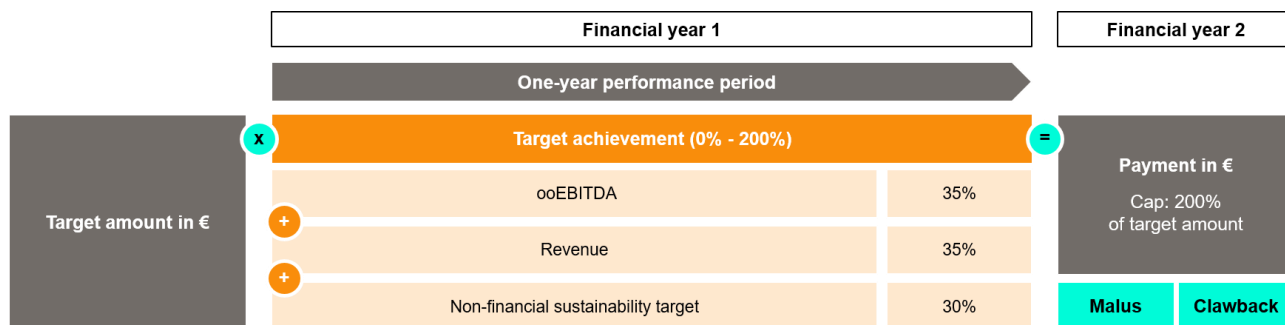 Financial year 1
Financial year 2
One-year performance period
Target amount in €
x
Target achievement (0% - 200%)
=
ooEBITDA
35%
+
Revenue
35%
+
Non-financial sustainability target
30%
Payment in €
Cap: 200%
of target amount
Malus
Clawback